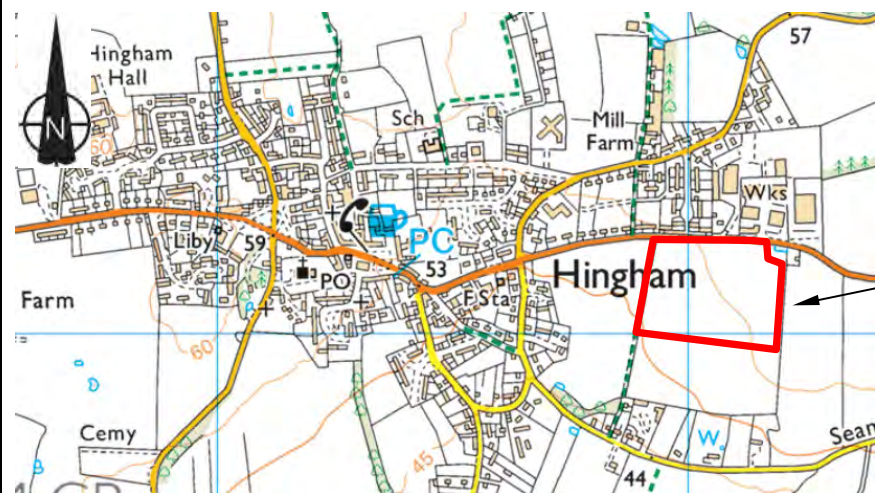 Hingham
Hall
57
N
60
Sch
Mill
Farm
Wks
Liby
59
PC
53
PO
Hingham
F Sta
Farm
60
Cemy
45
W
44
Sean